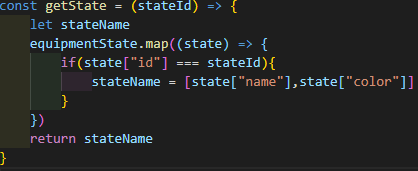 const getState = (stateId) => {
    let stateName
    equipmentState.map((state) => {
        if(state["id"] === stateId){
            stateName = [state["name"],state["color"]]
        }
    })
    return stateName
}